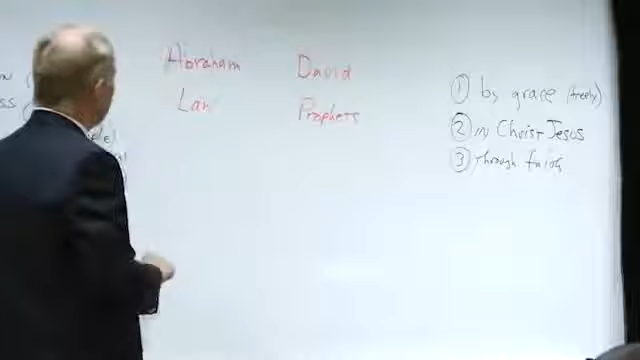 Abraham David
Law Prophets
① by grace (freely)
② in Christ Jesus
③ through faith